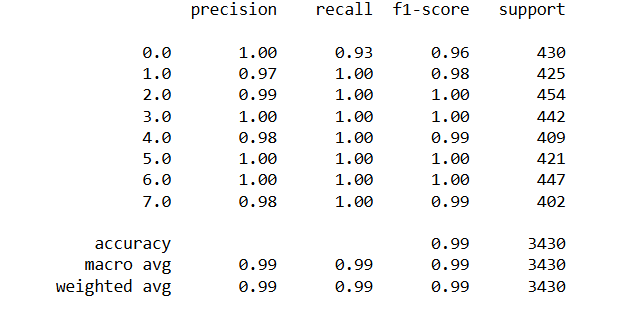 precision recall f1-score support
0.0 1.00 0.93 0.96 430
1.0 0.97 1.00 0.98 425
2.0 0.99 1.00 1.00 454
3.0 1.00 1.00 1.00 442
4.0 0.98 1.00 0.99 409
5.0 1.00 1.00 1.00 421
6.0 1.00 1.00 1.00 447
7.0 0.98 1.00 0.99 402
accuracy 0.99 3430
macro avg 0.99 0.99 0.99 3430
weighted avg 0.99 0.99 0.99 3430